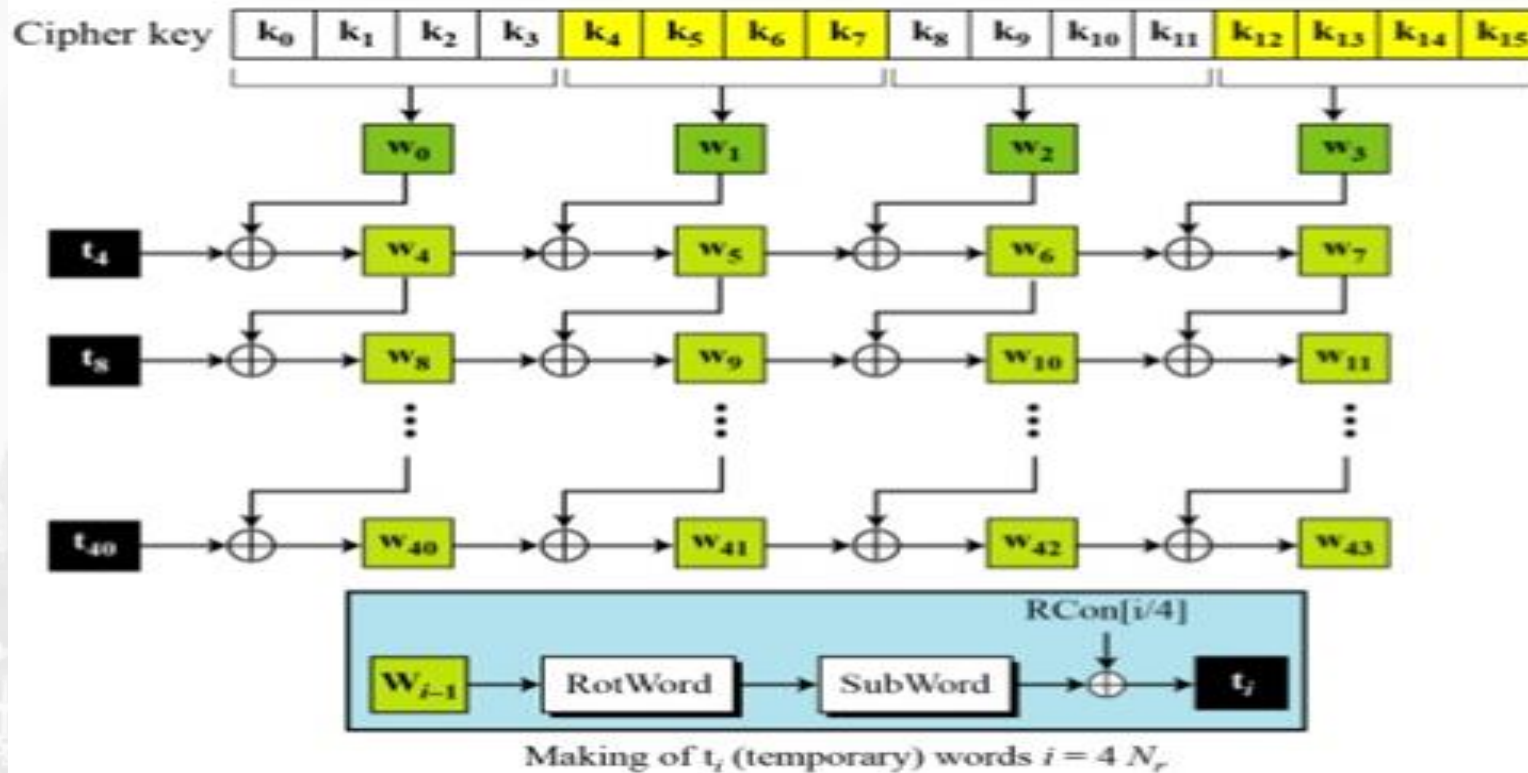 Cipher key k₀ k₁ k₂ k₃ k₄ k₅ k₆ k₇ k₈ k₉ k₁₀ k₁₁ k₁₂ k₁₃ k₁₄ k₁₅
w₀ w₁ w₂ w₃
t₄ w₄ w₅ w₆ w₇
t₈ w₈ w₉ w₁₀ w₁₁
t₄₀ w₄₀ w₄₁ w₄₂ w₄₃
RCon[i/4]
Wᵢ₋₁ RotWord SubWord tᵢ
Making of tᵢ (temporary) words i = 4 Nᵣ